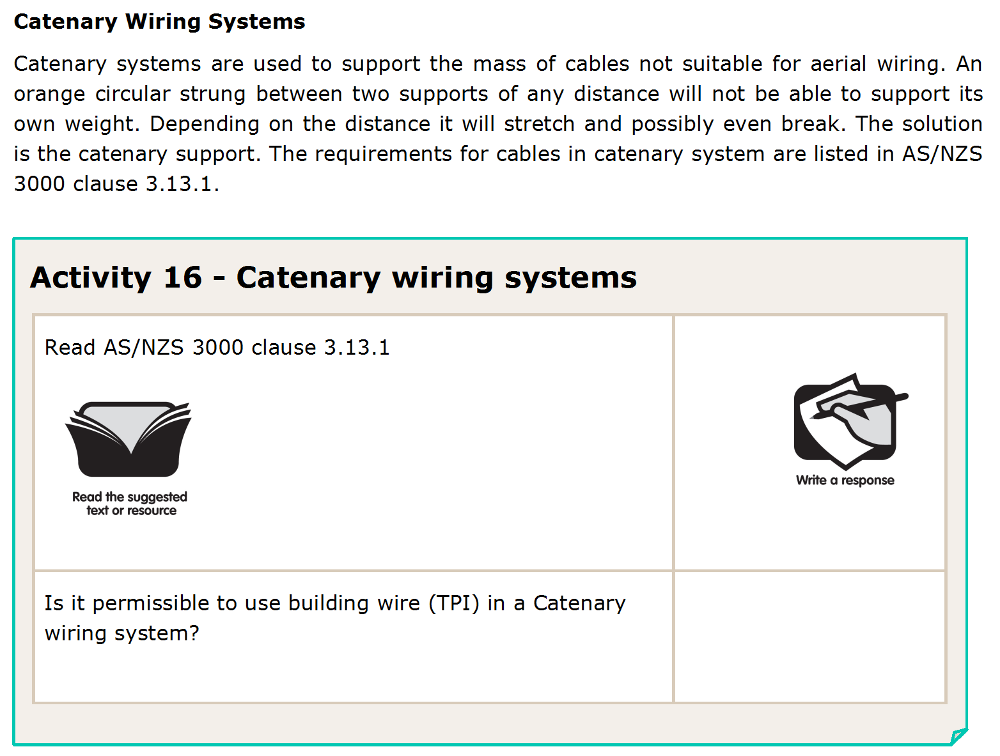 Catenary Wiring Systems
Catenary systems are used to support the mass of cables not suitable for aerial wiring. An
orange circular strung between two supports of any distance will not be able to support its
own weight. Depending on the distance it will stretch and possibly even break. The solution
is the catenary support. The requirements for cables in catenary system are listed in AS/NZS
3000 clause 3.13.1.
Activity 16 - Catenary wiring systems
Read AS/NZS 3000 clause 3.13.1
Read the suggested
text or resource
Write a response
Is it permissible to use building wire (TPI) in a Catenary
wiring system?